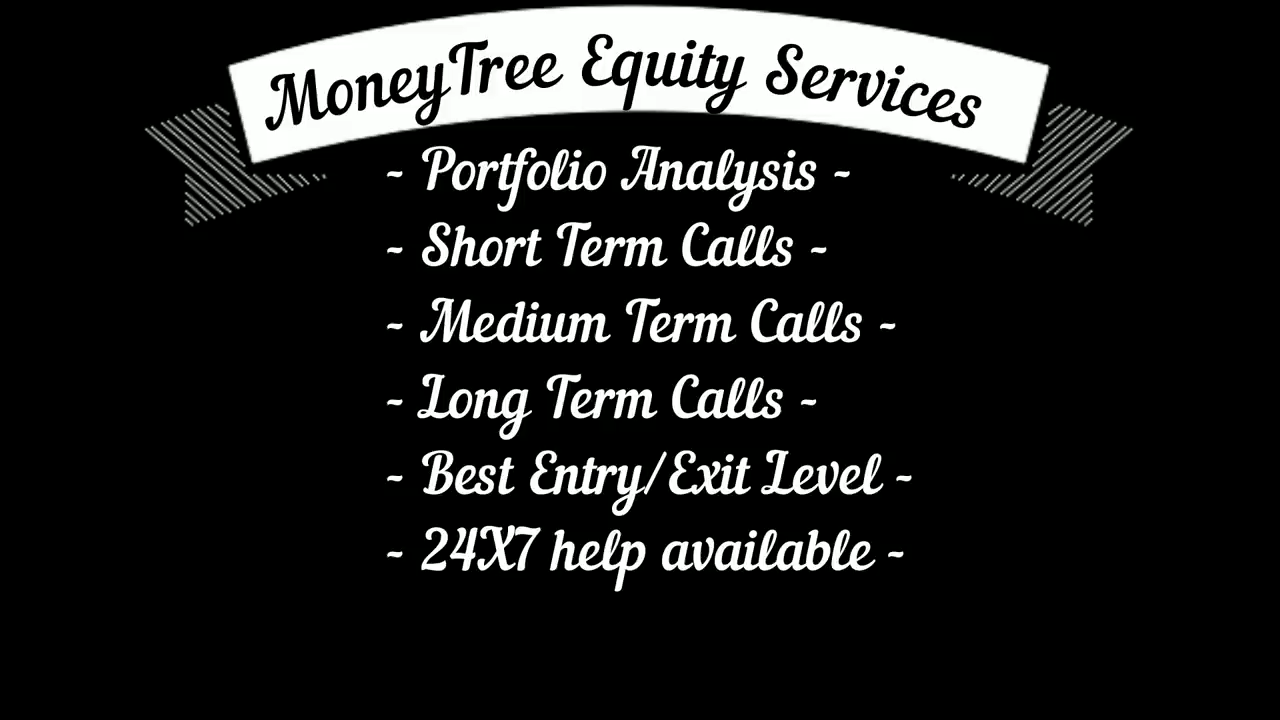 MoneyTree Equity Services
- Portfolio Analysis -
- Short Term Calls -
- Medium Term Calls -
- Long Term Calls -
- Best Entry/Exit Level -
- 24X7 help available -